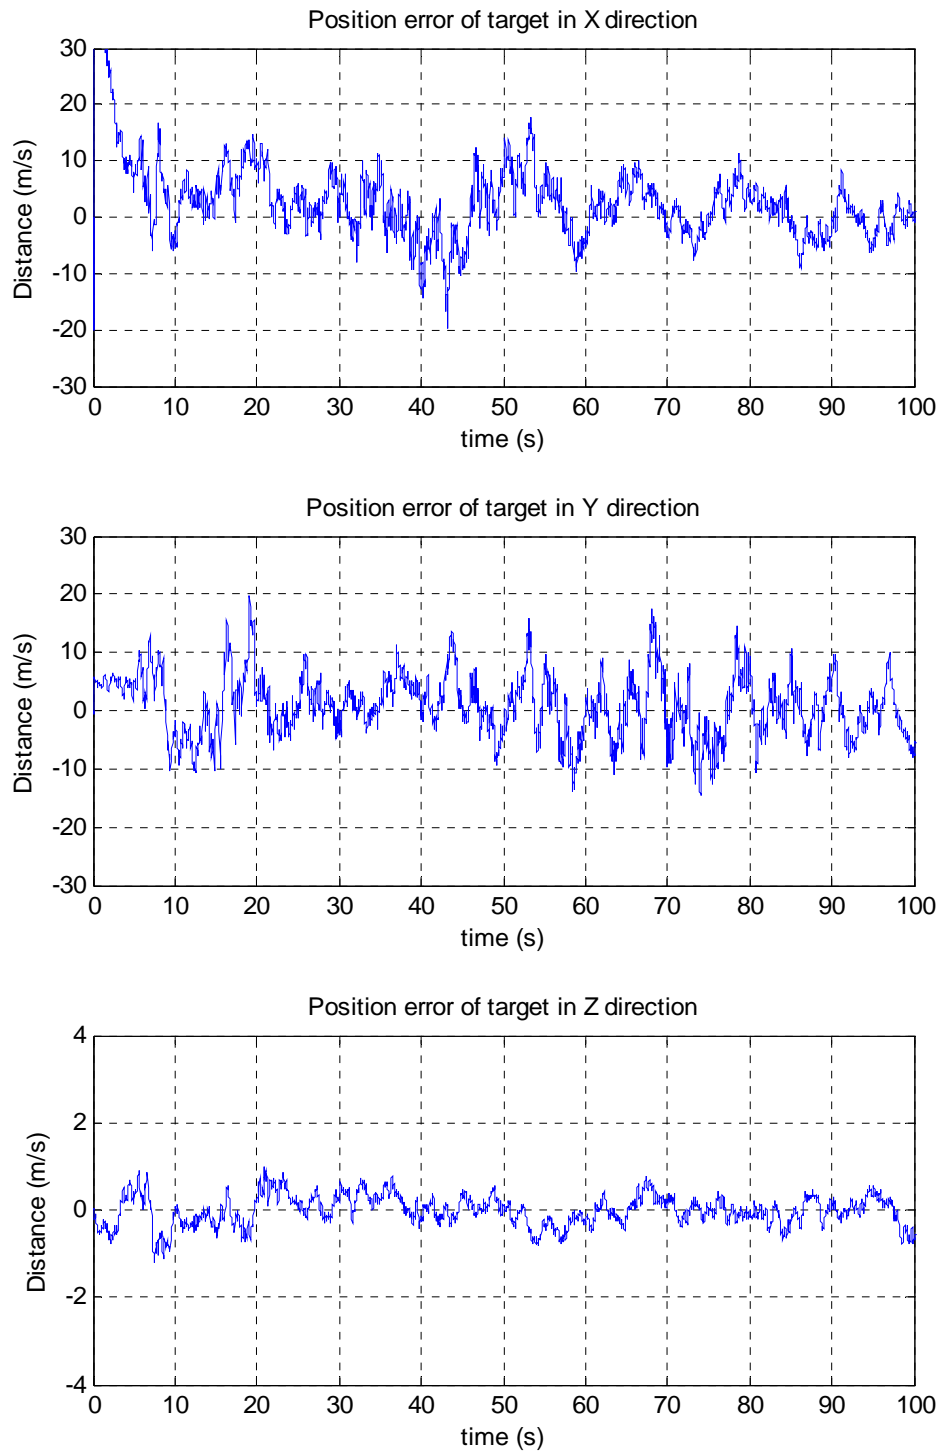 Position error of target in X direction
30
20
10
0
-10
-20
-30
Distance (m/s)
0 10 20 30 40 50 60 70 80 90 100
time (s)
Position error of target in Y direction
30
20
10
0
-10
-20
-30
Distance (m/s)
0 10 20 30 40 50 60 70 80 90 100
time (s)
Position error of target in Z direction
4
2
0
-2
-4
Distance (m/s)
0 10 20 30 40 50 60 70 80 90 100
time (s)